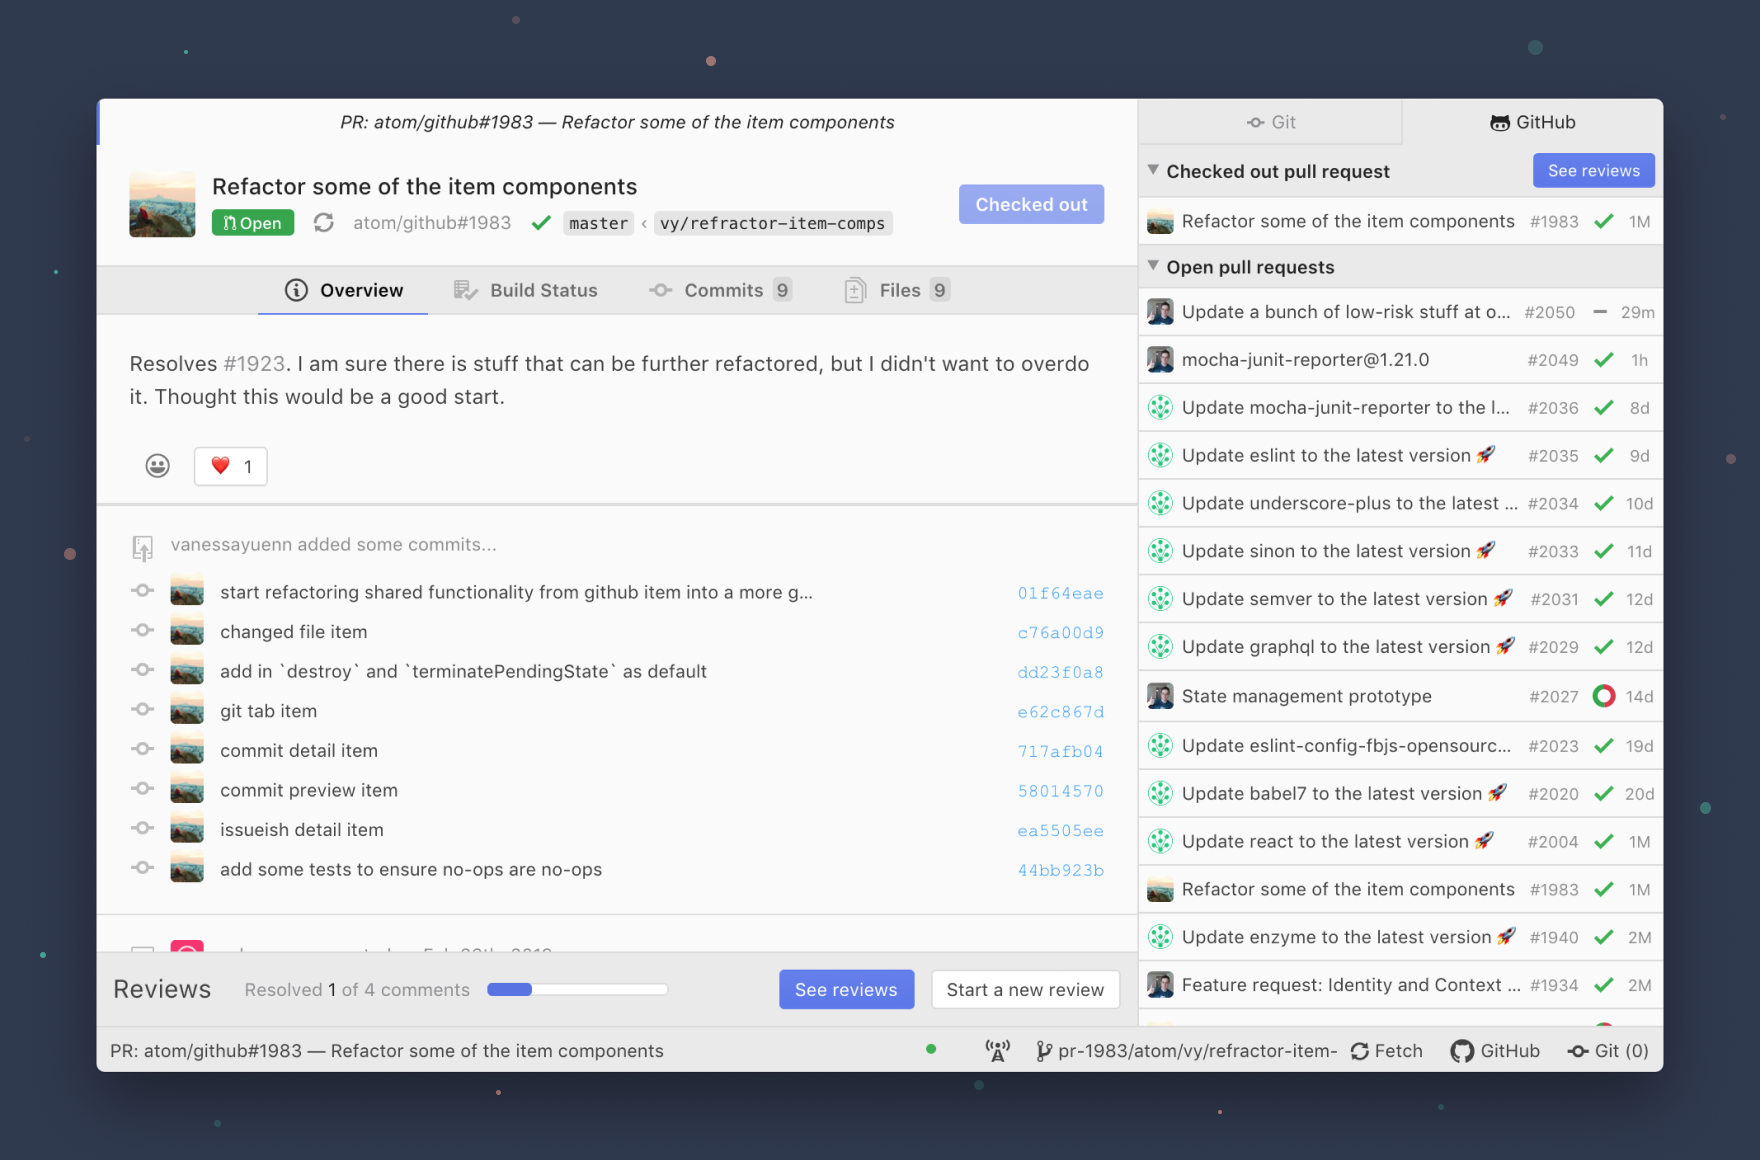 PR: atom/github#1983 — Refactor some of the item components
Refactor some of the item components
Open atom/github#1983 master ‹ vy/refractor-item-comps
Checked out
Overview Build Status Commits 9 Files 9
Resolves #1923. I am sure there is stuff that can be further refactored, but I didn't want to overdo
it. Thought this would be a good start.
1
vanessayuenn added some commits...
start refactoring shared functionality from github item into a more g... 01f64eae
changed file item c76a00d9
add in `destroy` and `terminatePendingState` as default dd23f0a8
git tab item e62c867d
commit detail item 717afb04
commit preview item 58014570
issueish detail item ea5505ee
add some tests to ensure no-ops are no-ops 44bb923b
Reviews Resolved 1 of 4 comments See reviews Start a new review
Git GitHub
Checked out pull request See reviews
Refactor some of the item components #1983 1M
Open pull requests
Update a bunch of low-risk stuff at o... #2050 29m
mocha-junit-reporter@1.21.0 #2049 1h
Update mocha-junit-reporter to the l... #2036 8d
Update eslint to the latest version 🚀 #2035 9d
Update underscore-plus to the latest ... #2034 10d
Update sinon to the latest version 🚀 #2033 11d
Update semver to the latest version 🚀 #2031 12d
Update graphql to the latest version 🚀 #2029 12d
State management prototype #2027 14d
Update eslint-config-fbjs-opensourc... #2023 19d
Update babel7 to the latest version 🚀 #2020 20d
Update react to the latest version 🚀 #2004 1M
Refactor some of the item components #1983 1M
Update enzyme to the latest version 🚀 #1940 2M
Feature request: Identity and Context ... #1934 2M
PR: atom/github#1983 — Refactor some of the item components pr-1983/atom/vy/refractor-item- Fetch GitHub Git (0)